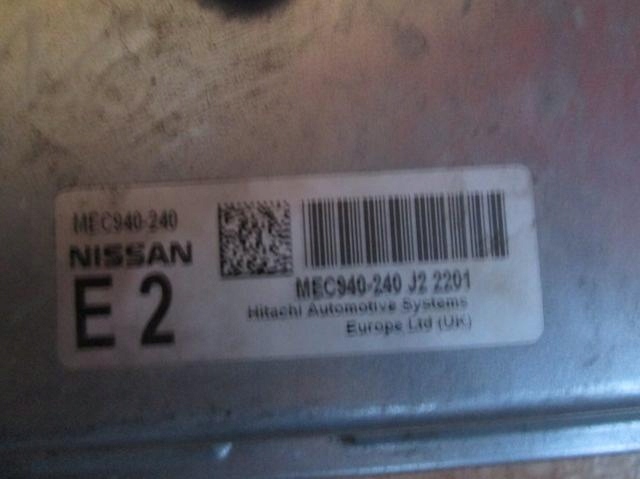 MEC940-240
NISSAN
E 2
MEC940-240 J2 2201
Hitachi Automotive Systems
Europe Ltd (UK)